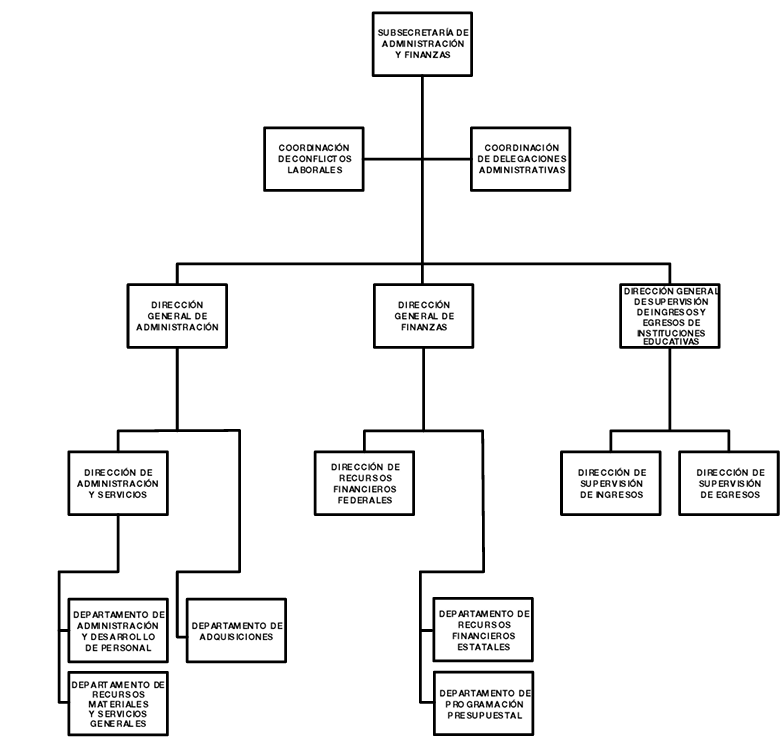 SUBSECRETARÍA DE
ADMINISTRACIÓN
Y FINANZAS
COORDINACIÓN
DE CONFLICTOS
LABORALES
COORDINACIÓN
DE DELEGACIONES
ADMINISTRATIVAS
DIRECCIÓN
GENERAL DE
ADMINISTRACIÓN
DIRECCIÓN
GENERAL DE
FINANZAS
DIRECCIÓN GENERAL
DE SUPERVISIÓN
DE INGRESOS Y
EGRESOS DE
INSTITUCIONES
EDUCATIVAS
DIRECCIÓN DE
ADMINISTRACIÓN
Y SERVICIOS
DIRECCIÓN DE
RECURSOS
FINANCIEROS
FEDERALES
DIRECCIÓN DE
SUPERVISIÓN
DE INGRESOS
DIRECCIÓN DE
SUPERVISIÓN
DE EGRESOS
DEPARTAMENTO DE
ADMINISTRACIÓN
Y DESARROLLO
DE PERSONAL
DEPARTAMENTO DE
ADQUISICIONES
DEPARTAMENTO DE
RECURSOS
FINANCIEROS
ESTATALES
DEPARTAMENTO DE
RECURSOS
MATERIALES
Y SERVICIOS
GENERALES
DEPARTAMENTO DE
PROGRAMACIÓN
PRESUPUESTAL